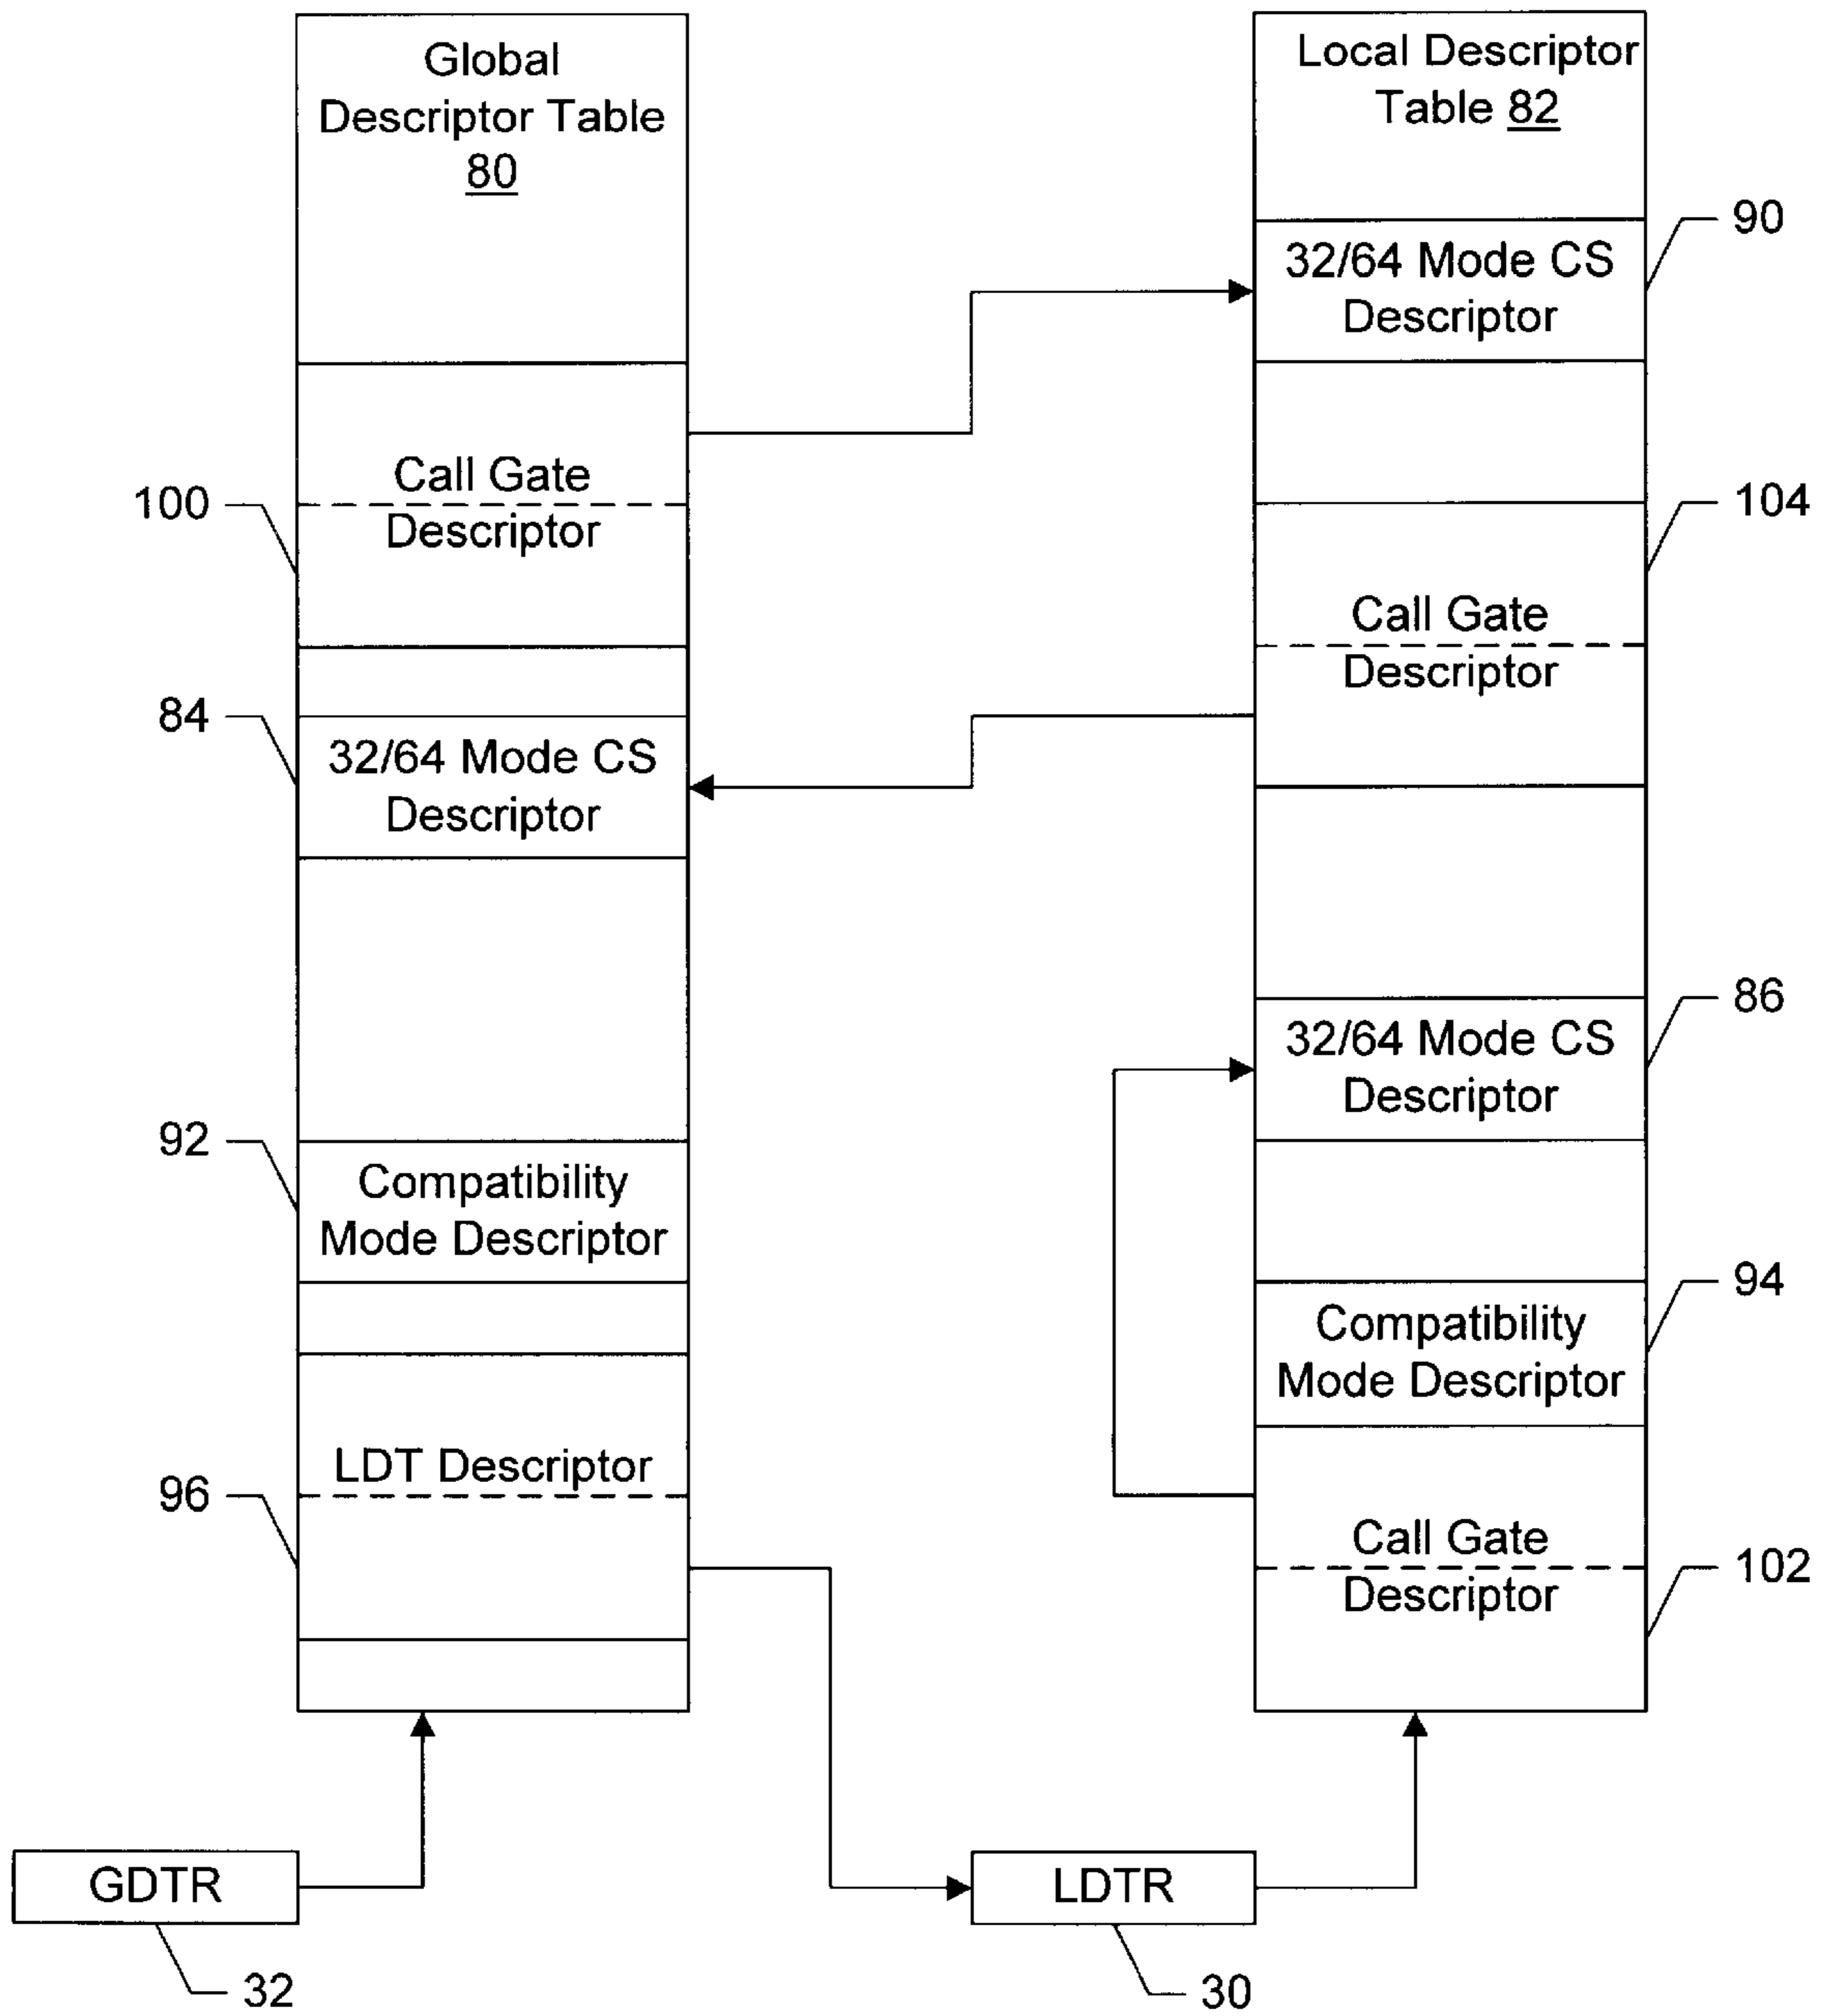 Global
Descriptor Table
80
Call Gate
Descriptor
100
84
32/64 Mode CS
Descriptor
92
Compatibility
Mode Descriptor
LDT Descriptor
96
GDTR
32
Local Descriptor
Table 82
90
32/64 Mode CS
Descriptor
104
Call Gate
Descriptor
86
32/64 Mode CS
Descriptor
94
Compatibility
Mode Descriptor
Call Gate
Descriptor
102
LDTR
30